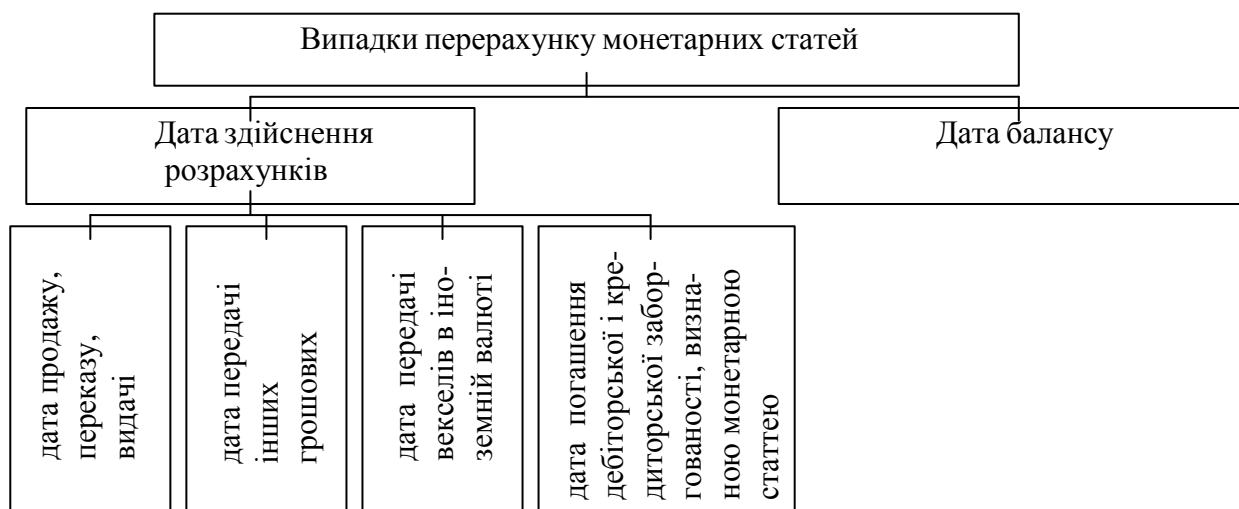 Випадки перерахунку монетарних статей
Дата здійснення
розрахунків
Дата балансу
дата продажу,
переказу,
видачі
дата передачі
інших
грошових
дата передачі
векселів в іно-
земній валюті
дата погашення
дебіторської і кре-
диторської забор-
гованості, визна-
ною монетарною
статтею